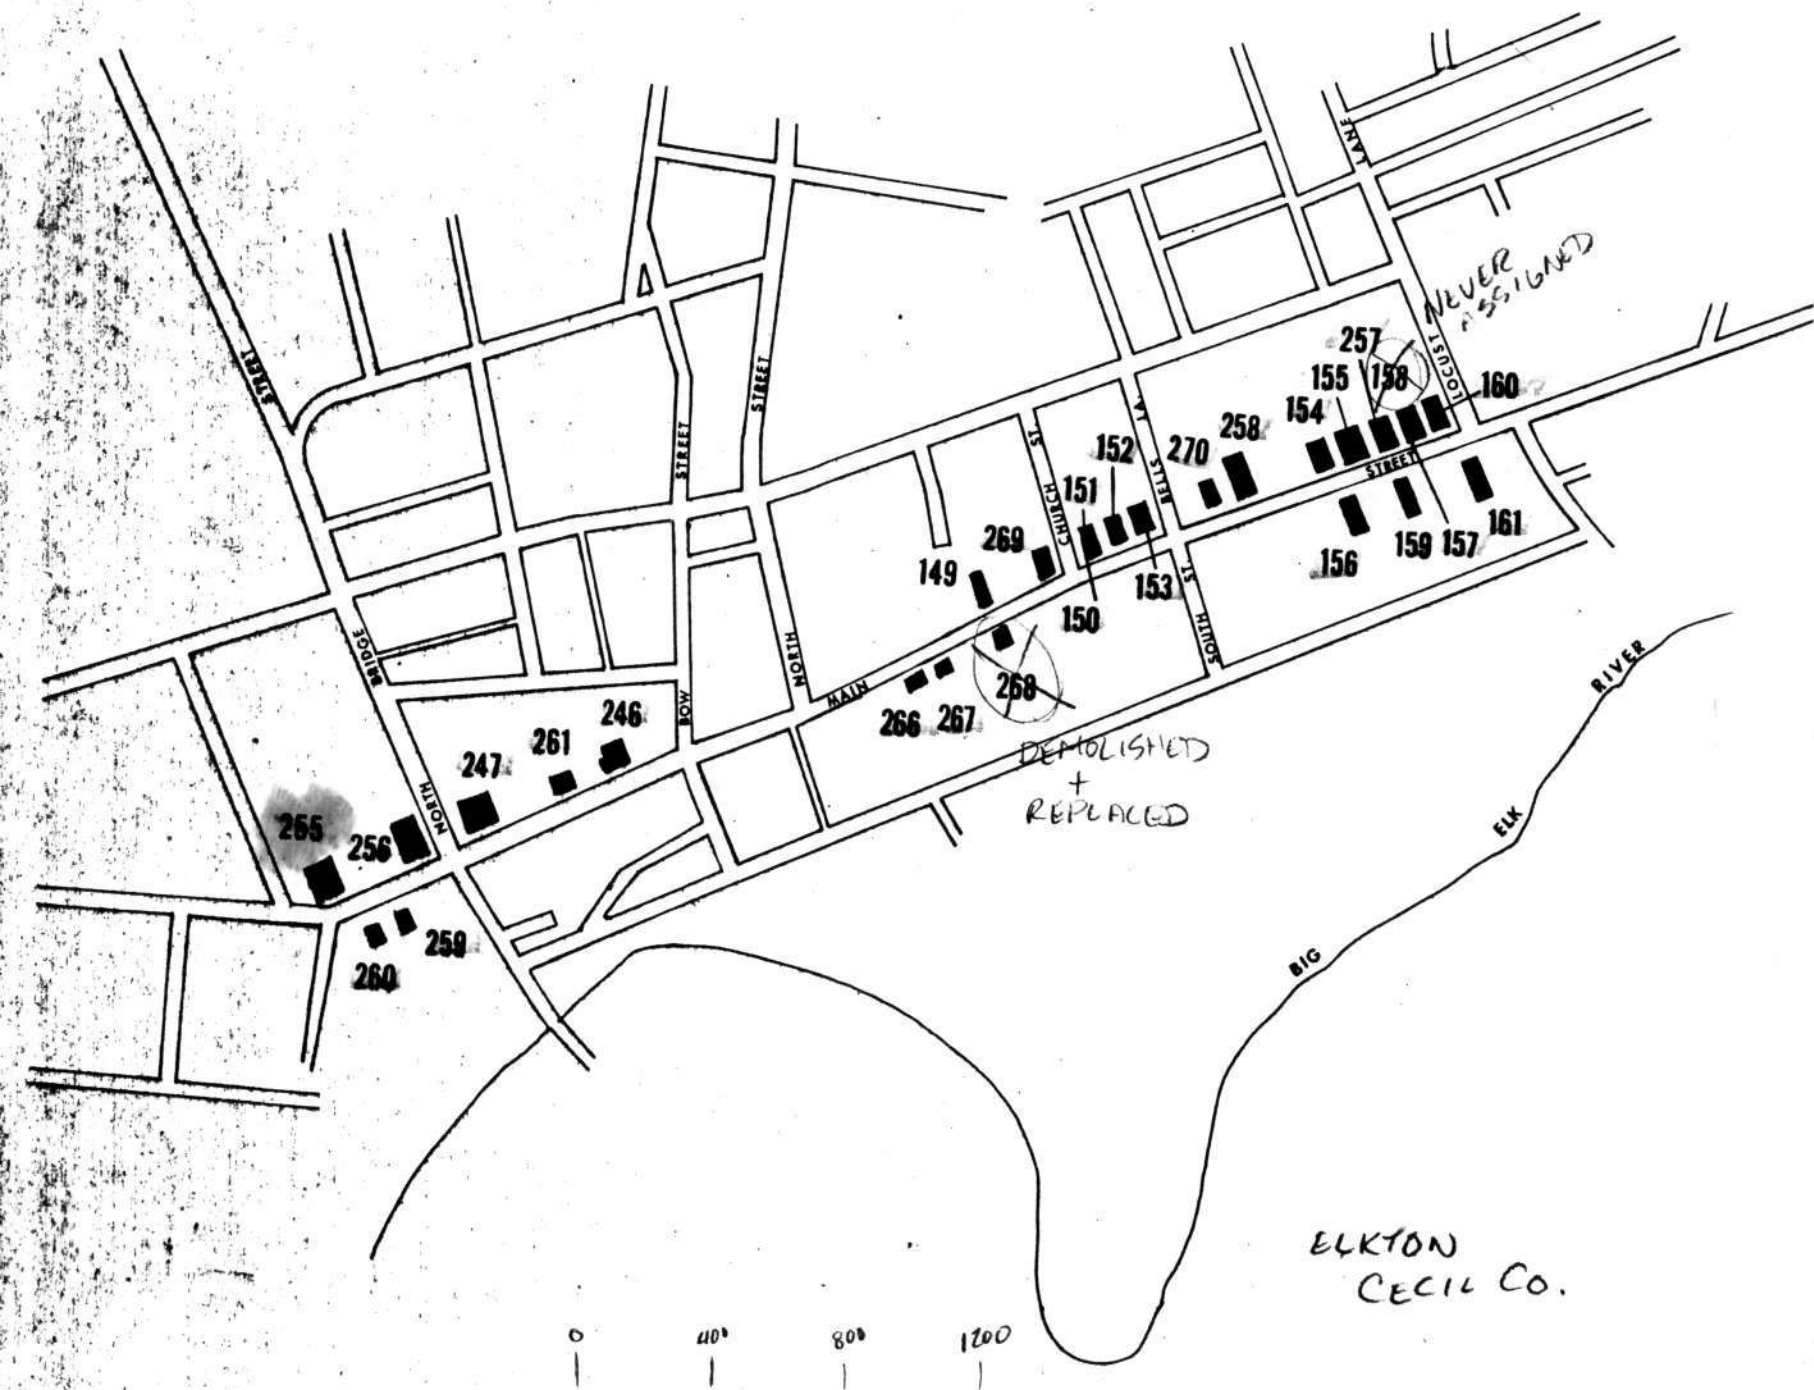 LANE
NEVER
ASSIGNED
STREET
STREET
STREET
257
LOCUST
155
158
160
154
258
LA.
ST.
152
270
BELLS
STREET
151
CHURCH
269
161
149
159
157
156
153
150
ST.
SOUTH
BRIDGE
NORTH
268
MAIN
BOW
266
267
246
261
247
RIVER
DEMOLISHED
+
REPLACED
NORTH
265
256
ELK
259
BIG
260
ELKTON
CECIL CO.
0 400 800 1200